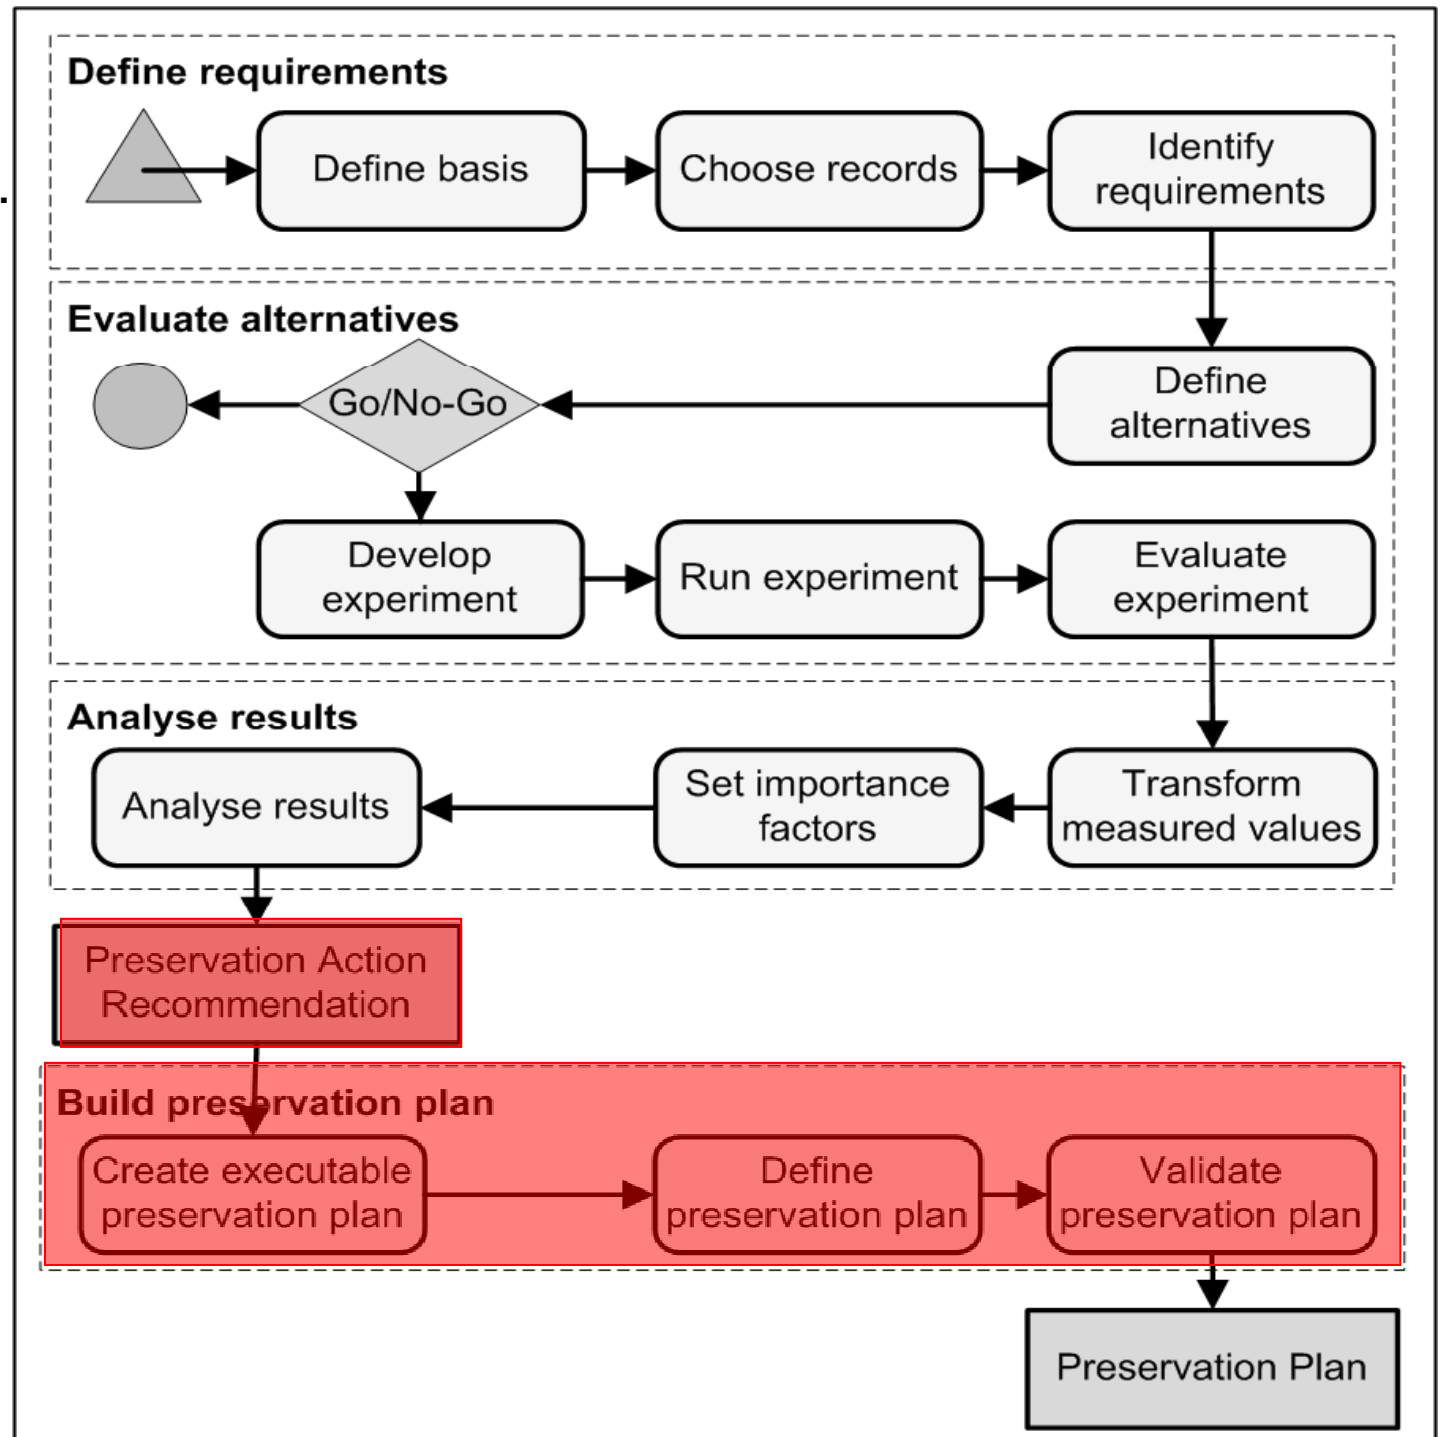 Define requirements
Define basis
Choose records
Identify
requirements
.
Evaluate alternatives
Go/No-Go
Define
alternatives
Develop
experiment
Run experiment
Evaluate
experiment
Analyse results
Analyse results
Set importance
factors
Transform
measured values
Preservation Action
Recommendation
Build preservation plan
Create executable
preservation plan
Define
preservation plan
Validate
preservation plan
Preservation Plan